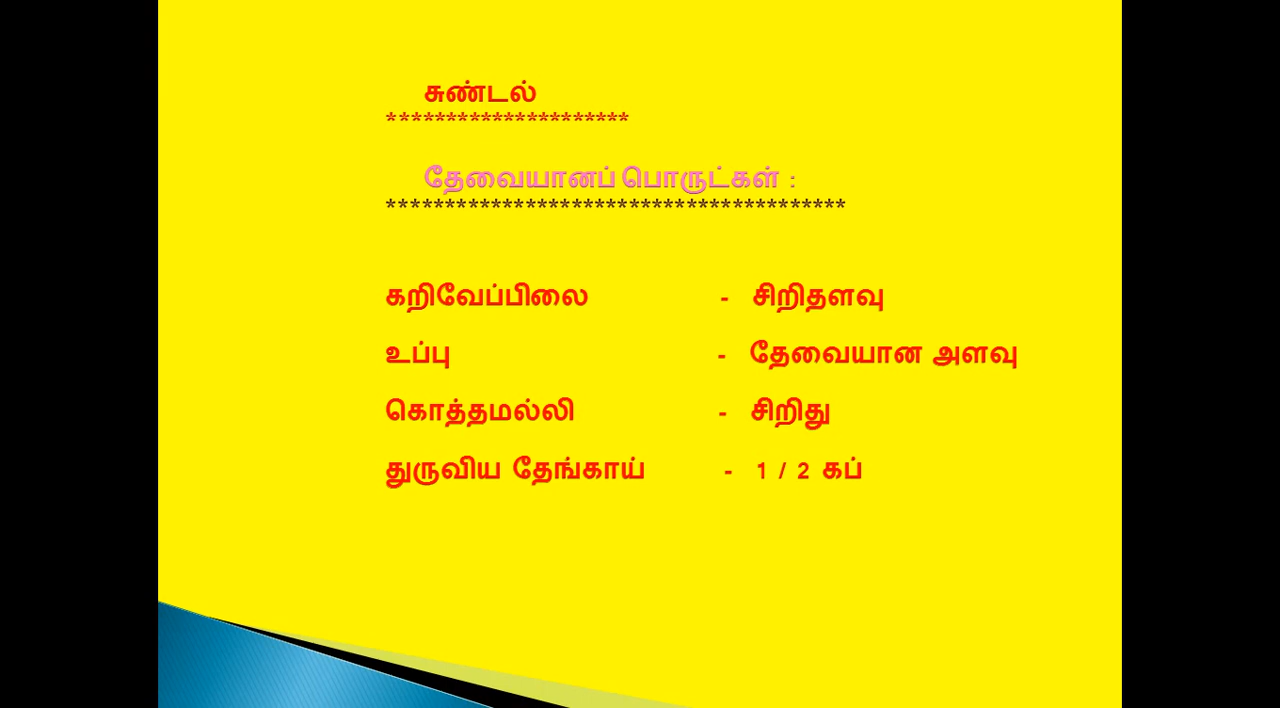 சுண்டல்
*********************
தேவையானப் பொருட்கள் :
****************************************
கறிவேப்பிலை - சிறிதளவு
உப்பு - தேவையான அளவு
கொத்தமல்லி - சிறிது
துருவிய தேங்காய் - 1 / 2 கப்